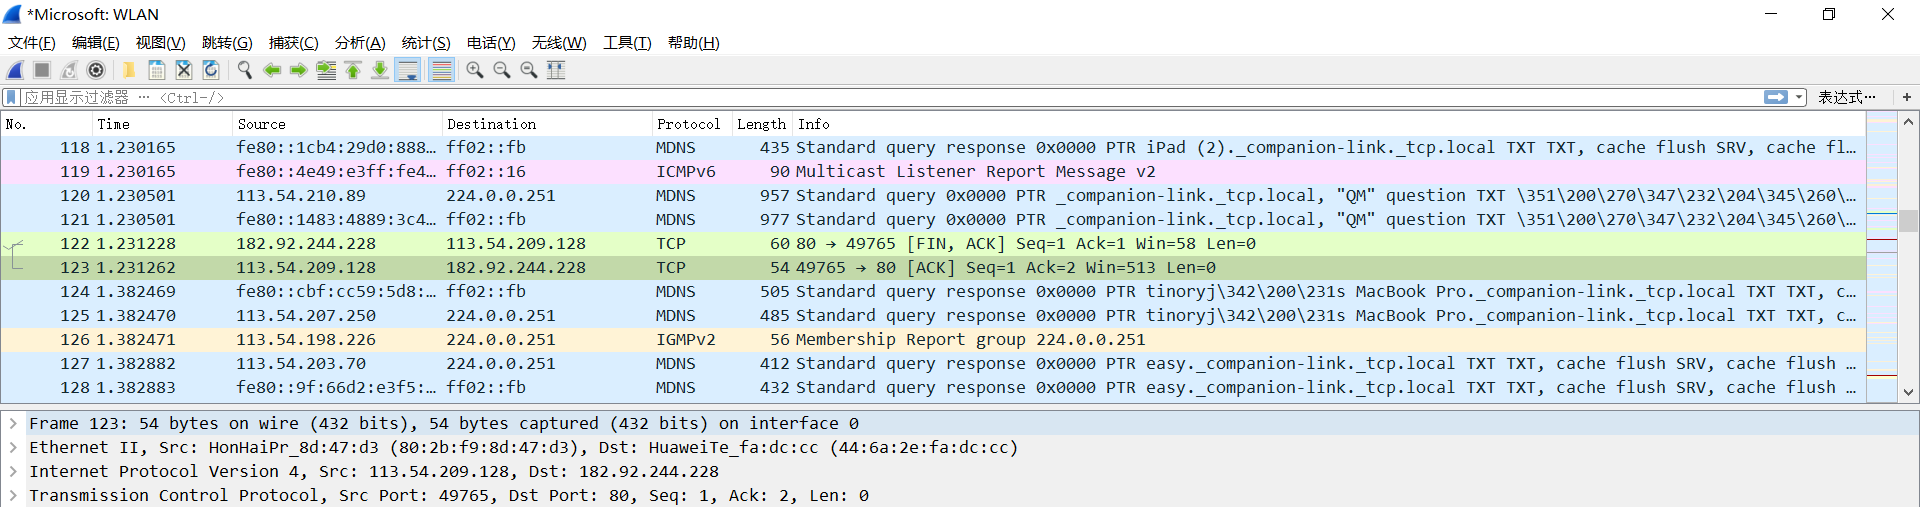 *Microsoft: WLAN
文件(F) 编辑(E) 视图(V) 跳转(G) 捕获(C) 分析(A) 统计(S) 电话(Y) 无线(W) 工具(T) 帮助(H)
应用显示过滤器 ⋯ <Ctrl-/> 表达式⋯ +
No. Time Source Destination Protocol Length Info
118 1.230165 fe80::1cb4:29d0:888… ff02::fb MDNS 435 Standard query response 0x0000 PTR iPad (2)._companion-link._tcp.local TXT TXT, cache flush SRV, cache fl…
119 1.230165 fe80::4e49:e3ff:fe4… ff02::16 ICMPv6 90 Multicast Listener Report Message v2
120 1.230501 113.54.210.89 224.0.0.251 MDNS 957 Standard query 0x0000 PTR _companion-link._tcp.local, "QM" question TXT \351\200\270\347\232\204\345\260\…
121 1.230501 fe80::1483:4889:3c4… ff02::fb MDNS 977 Standard query 0x0000 PTR _companion-link._tcp.local, "QM" question TXT \351\200\270\347\232\204\345\260\…
122 1.231228 182.92.244.228 113.54.209.128 TCP 60 80 → 49765 [FIN, ACK] Seq=1 Ack=1 Win=58 Len=0
123 1.231262 113.54.209.128 182.92.244.228 TCP 54 49765 → 80 [ACK] Seq=1 Ack=2 Win=513 Len=0
124 1.382469 fe80::cbf:cc59:5d8:… ff02::fb MDNS 505 Standard query response 0x0000 PTR tinoryj\342\200\231s MacBook Pro._companion-link._tcp.local TXT TXT, c…
125 1.382470 113.54.207.250 224.0.0.251 MDNS 485 Standard query response 0x0000 PTR tinoryj\342\200\231s MacBook Pro._companion-link._tcp.local TXT TXT, c…
126 1.382471 113.54.198.226 224.0.0.251 IGMPv2 56 Membership Report group 224.0.0.251
127 1.382882 113.54.203.70 224.0.0.251 MDNS 412 Standard query response 0x0000 PTR easy._companion-link._tcp.local TXT TXT, cache flush SRV, cache flush …
128 1.382883 fe80::9f:66d2:e3f5:… ff02::fb MDNS 432 Standard query response 0x0000 PTR easy._companion-link._tcp.local TXT TXT, cache flush SRV, cache flush …
Frame 123: 54 bytes on wire (432 bits), 54 bytes captured (432 bits) on interface 0
Ethernet II, Src: HonHaiPr_8d:47:d3 (80:2b:f9:8d:47:d3), Dst: HuaweiTe_fa:dc:cc (44:6a:2e:fa:dc:cc)
Internet Protocol Version 4, Src: 113.54.209.128, Dst: 182.92.244.228
Transmission Control Protocol, Src Port: 49765, Dst Port: 80, Seq: 1, Ack: 2, Len: 0